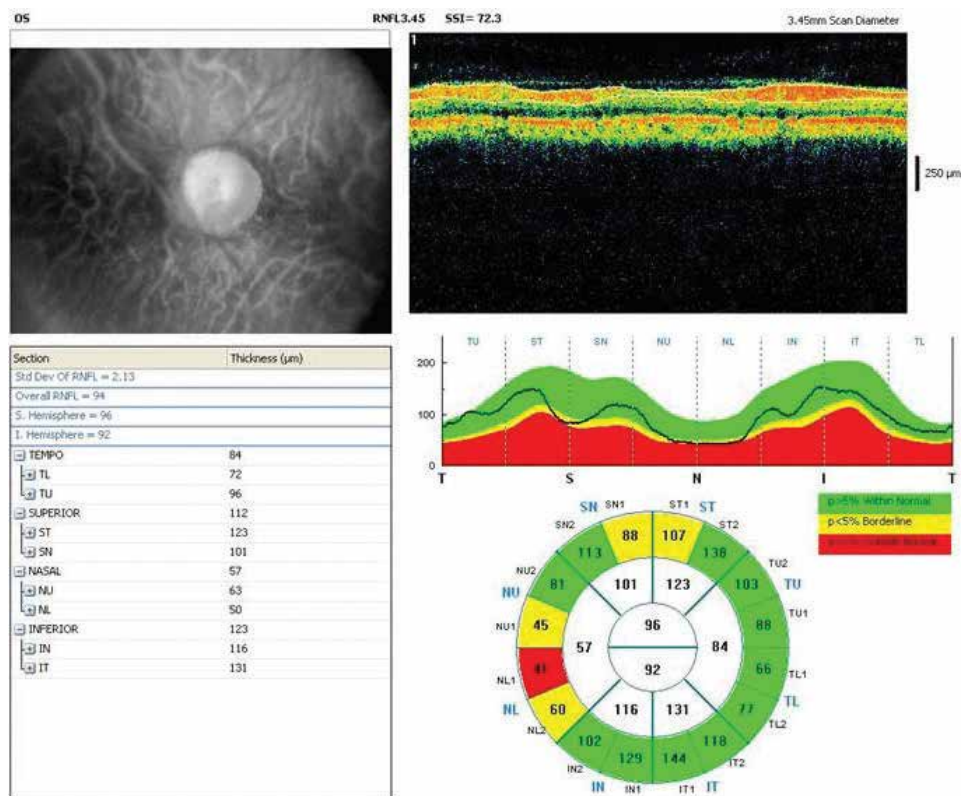 OS RNFL3.45 SSI= 72.3 3.45mm Scan Diameter
1
250 µm
Section Thickness (µm)
Std Dev Of RNFL = 2.13
Overall RNFL = 94
S. Hemisphere = 96
I. Hemisphere = 92
TEMPO 84
TL 72
TU 96
SUPERIOR 112
ST 123
SN 101
NASAL 57
NU 63
NL 50
INFERIOR 123
IN 116
IT 131
TU ST SN NU NL IN IT TL
200
100
0
T S N I T
p>5% Within Normal
p<5% Borderline
SN SN1 ST1 ST
SN2 88 107 ST2
113 138
NU2 101 123 TU2
81 103
NU TU
96 TU1
NU1 45 88
57 84
NL1 41 92 66 TL1
NL 60 116 131 77 TL
NL2 TL2
102 118
IN2 129 144 IT2
IN IN1 IT1 IT